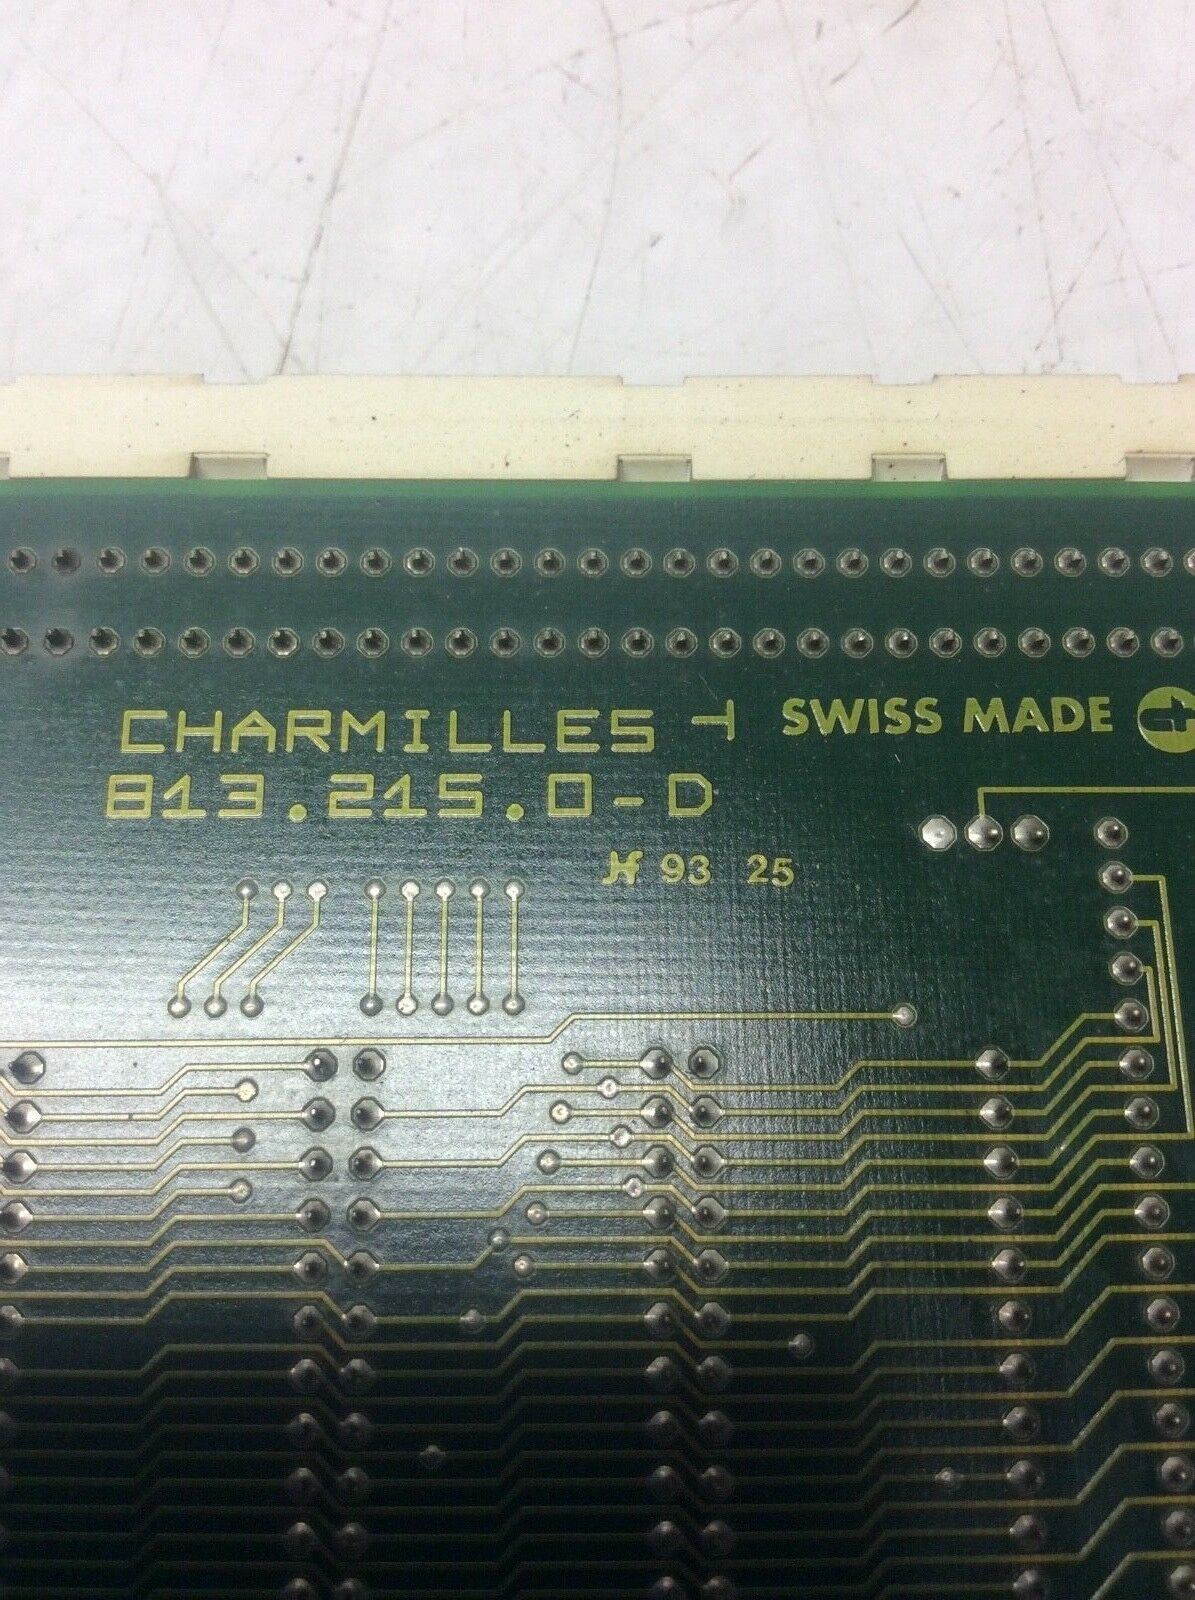 CHARMILLES T SWISS MADE
813.215.0-D
93 25